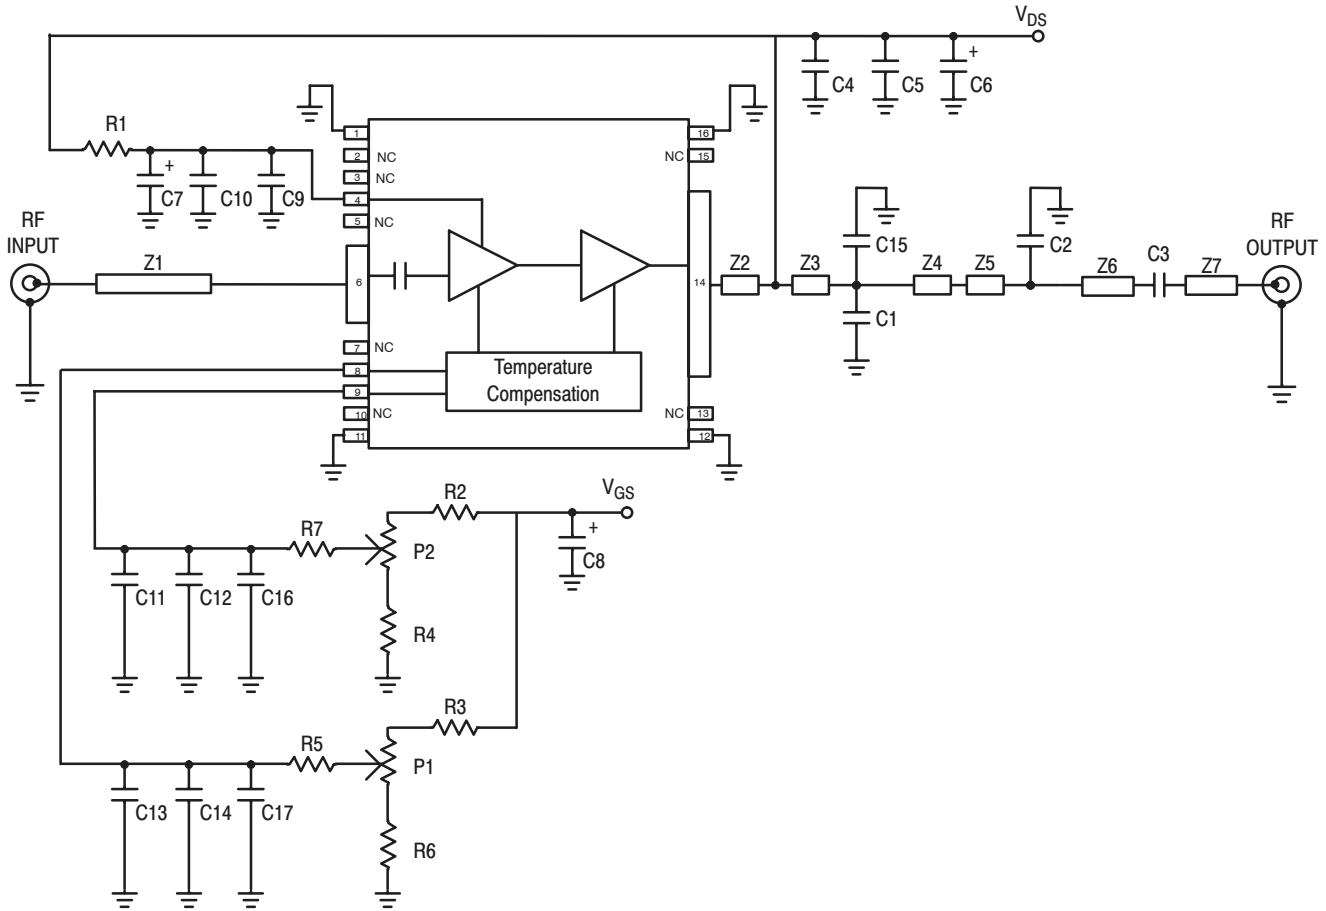 VDS
+
C4
C5
C6
R1
1
16
2
NC
NC
15
3
NC
+
C7
C10
C9
4
5
NC
RF
INPUT
Z1
6
14
Z2
Z3
C15
C1
Z4
Z5
C2
Z6
C3
Z7
RF
OUTPUT
7
NC
8
9
Temperature
Compensation
10
NC
NC
13
11
12
R2
VGS
+
C8
R7
P2
C11
C12
C16
R4
R3
R5
P1
C13
C14
C17
R6